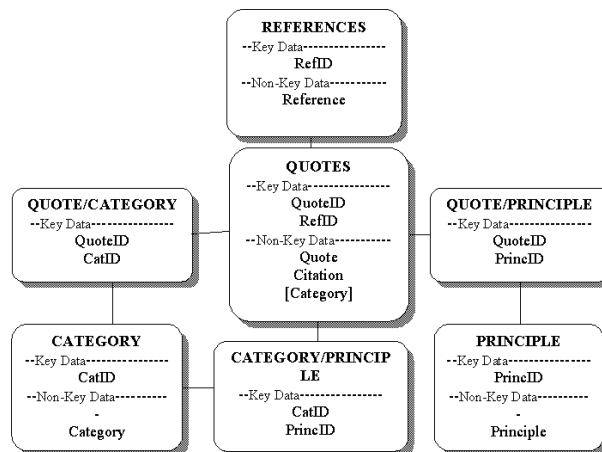 REFERENCES
--Key Data--------------------
RefID
--Non-Key Data-------------
Reference
QUOTES
--Key Data--------------------
QuoteID
RefID
--Non-Key Data-------------
Quote
Citation
[Category]
QUOTE/CATEGORY
--Key Data--------------------
QuoteID
CatID
QUOTE/PRINCIPLE
--Key Data--------------------
QuoteID
PrincID
CATEGORY
--Key Data--------------------
CatID
--Non-Key Data-------------
-
Category
CATEGORY/PRINCIP
LE
--Key Data--------------------
CatID
PrincID
PRINCIPLE
--Key Data--------------------
PrincID
--Non-Key Data-------------
-
Principle